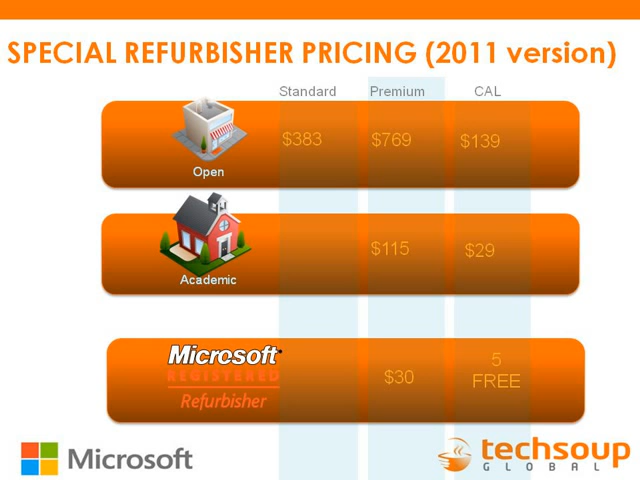 SPECIAL REFURBISHER PRICING (2011 version)
Standard Premium CAL
$383 $769 $139
Open
$115 $29
Academic
Microsoft
REGISTERED
Refurbisher
$30
5
FREE
Microsoft
techsoup
GLOBAL